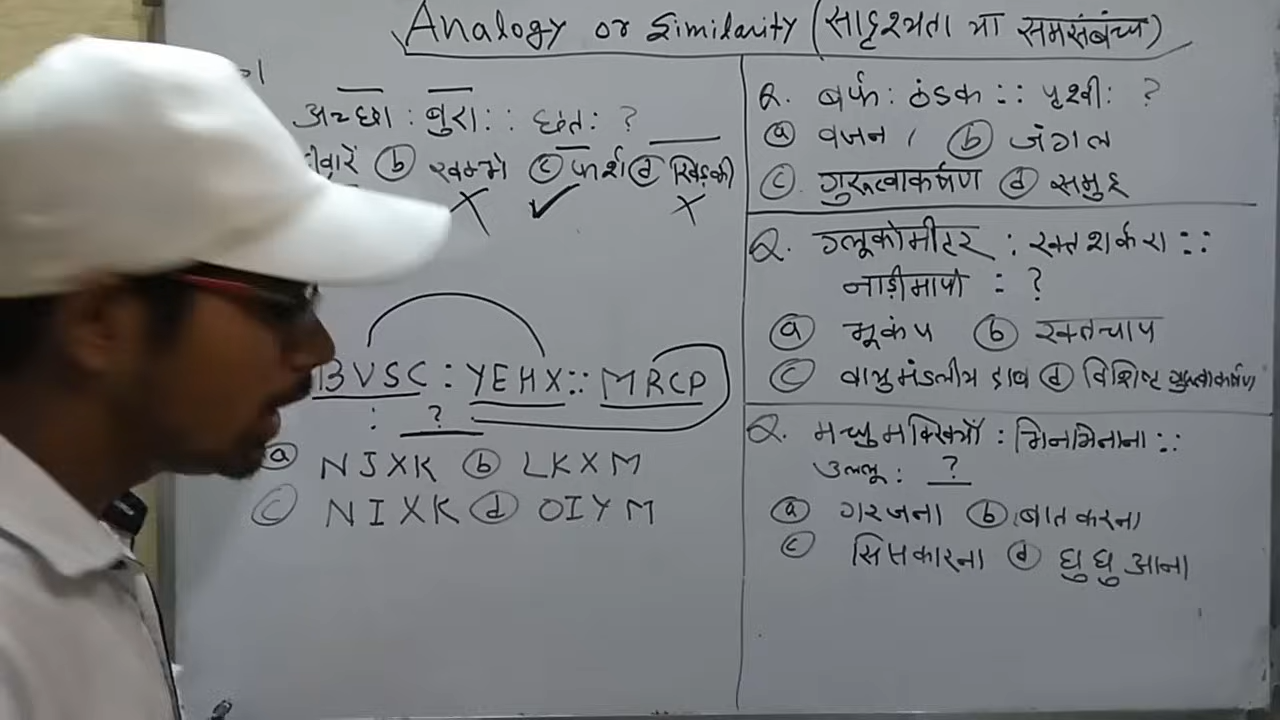 Analogy or Similarity (सादृश्यता या समसंबंध)
अच्छा : बुरा :: छत : ?
ⓑ खम्भे ⓒ फर्श ⓓ खिड़की
BVSC : YEHX :: MRCP
: ?
ⓐ NJXK ⓑ LKXM
ⓒ NIXK ⓓ OIYM
Q. बर्फ : ठंडक :: पृथ्वी : ?
ⓐ वजन ⓑ जंगल
ⓒ गुरूत्वाकर्षण ⓓ समुद्र
Q. ग्लूकोमीटर : रक्तशर्करा ::
नाड़ीमापी : ?
ⓐ भूकंप ⓑ रक्तचाप
ⓒ वायुमंडलीय दाब ⓓ विशिष्ट गुरुत्वाकर्षण
Q. मधुमक्खियाँ : भिनभिनाना ::
उल्लू : ?
ⓐ गरजना ⓑ बात करना
ⓒ सिसकारना ⓓ घुघुआना